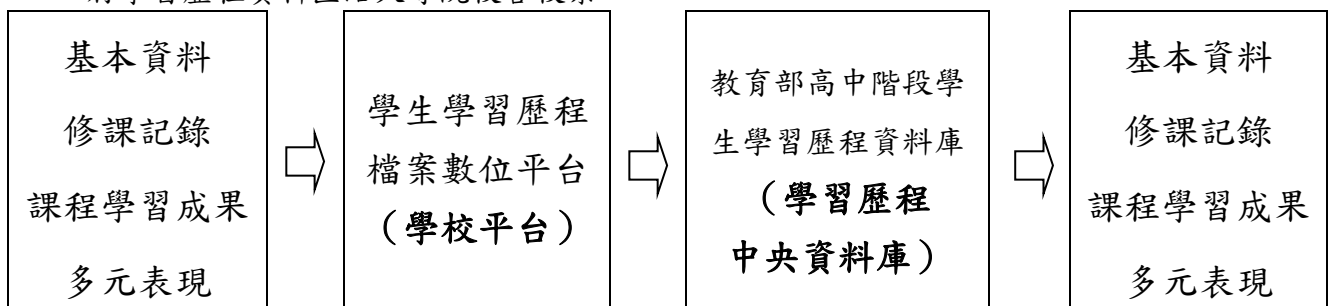 基本資料
修課記錄
課程學習成果
多元表現
學生學習歷程
檔案數位平台
（學校平台）
教育部高中階段學
生學習歷程資料庫
（學習歷程
中央資料庫）
基本資料
修課記錄
課程學習成果
多元表現